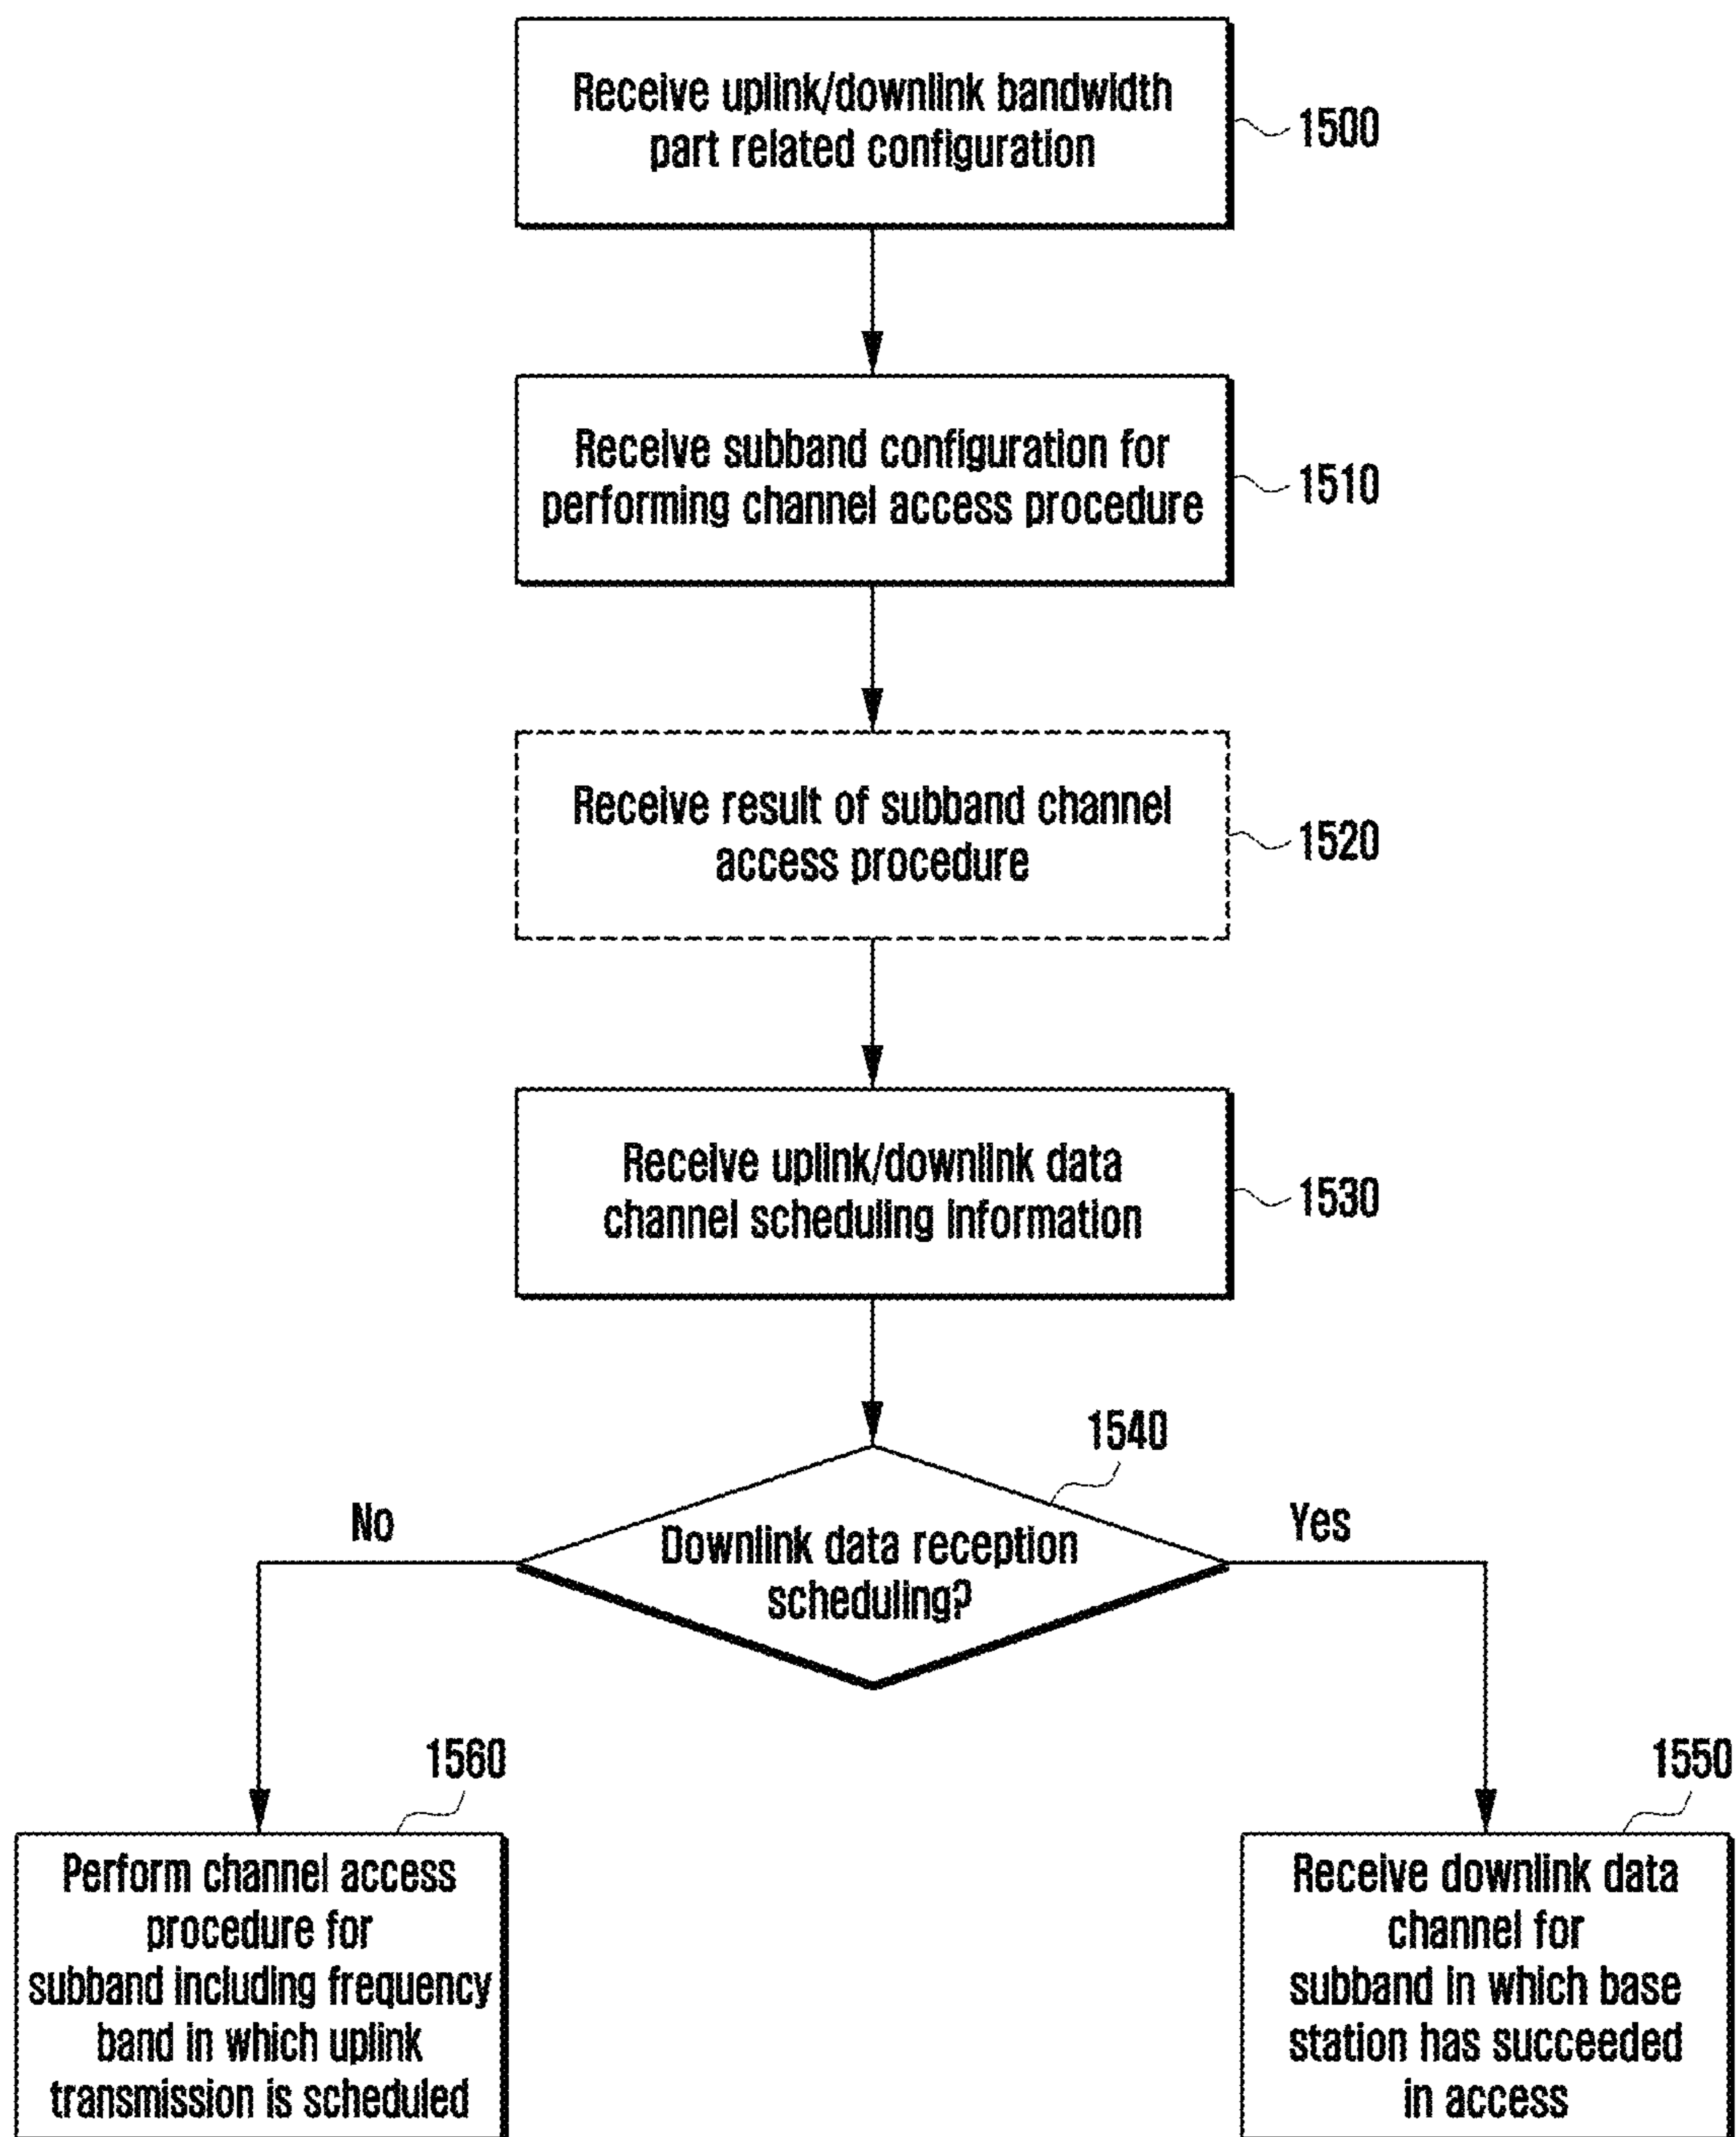 Receive uplink/downlink bandwidth
part related configuration
1500
Receive subband configuration for
performing channel access procedure
1510
Receive result of subband channel
access procedure
1520
Receive uplink/downlink data
channel scheduling information
1530
1540
No
Yes
Downlink data reception
scheduling?
1560
1550
Perform channel access
procedure for
subband including frequency
band in which uplink
transmission is scheduled
Receive downlink data
channel for
subband in which base
station has succeeded
in access